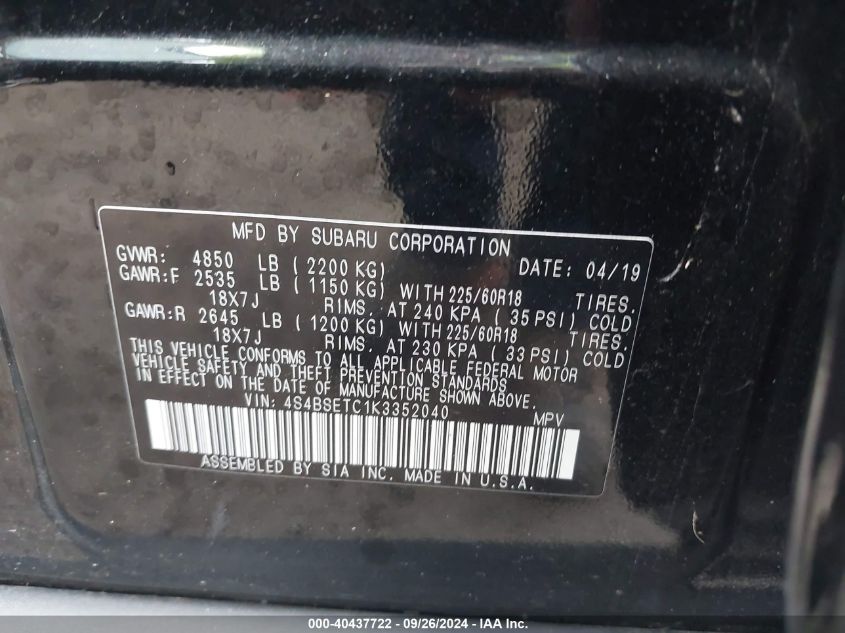 MFD BY SUBARU CORPORATION
GVWR: 4850 LB ( 2200 KG) DATE: 04/19
GAWR:F 2535 LB ( 1150 KG) WITH 225/60R18 TIRES,
18X7J RIMS, AT 240 KPA ( 35 PSI) COLD
GAWR:R 2645 LB ( 1200 KG) WITH 225/60R18 TIRES,
18X7J RIMS, AT 230 KPA ( 33 PSI) COLD
THIS VEHICLE CONFORMS TO ALL APPLICABLE FEDERAL MOTOR
VEHICLE SAFETY AND THEFT PREVENTION STANDARDS
IN EFFECT ON THE DATE OF MANUFACTURE SHOWN ABOVE.
VIN: 4S4BSETC1K3352040 MPV
ASSEMBLED BY SIA INC. MADE IN U.S.A.
000-40437722 - 09/26/2024 - IAA Inc.